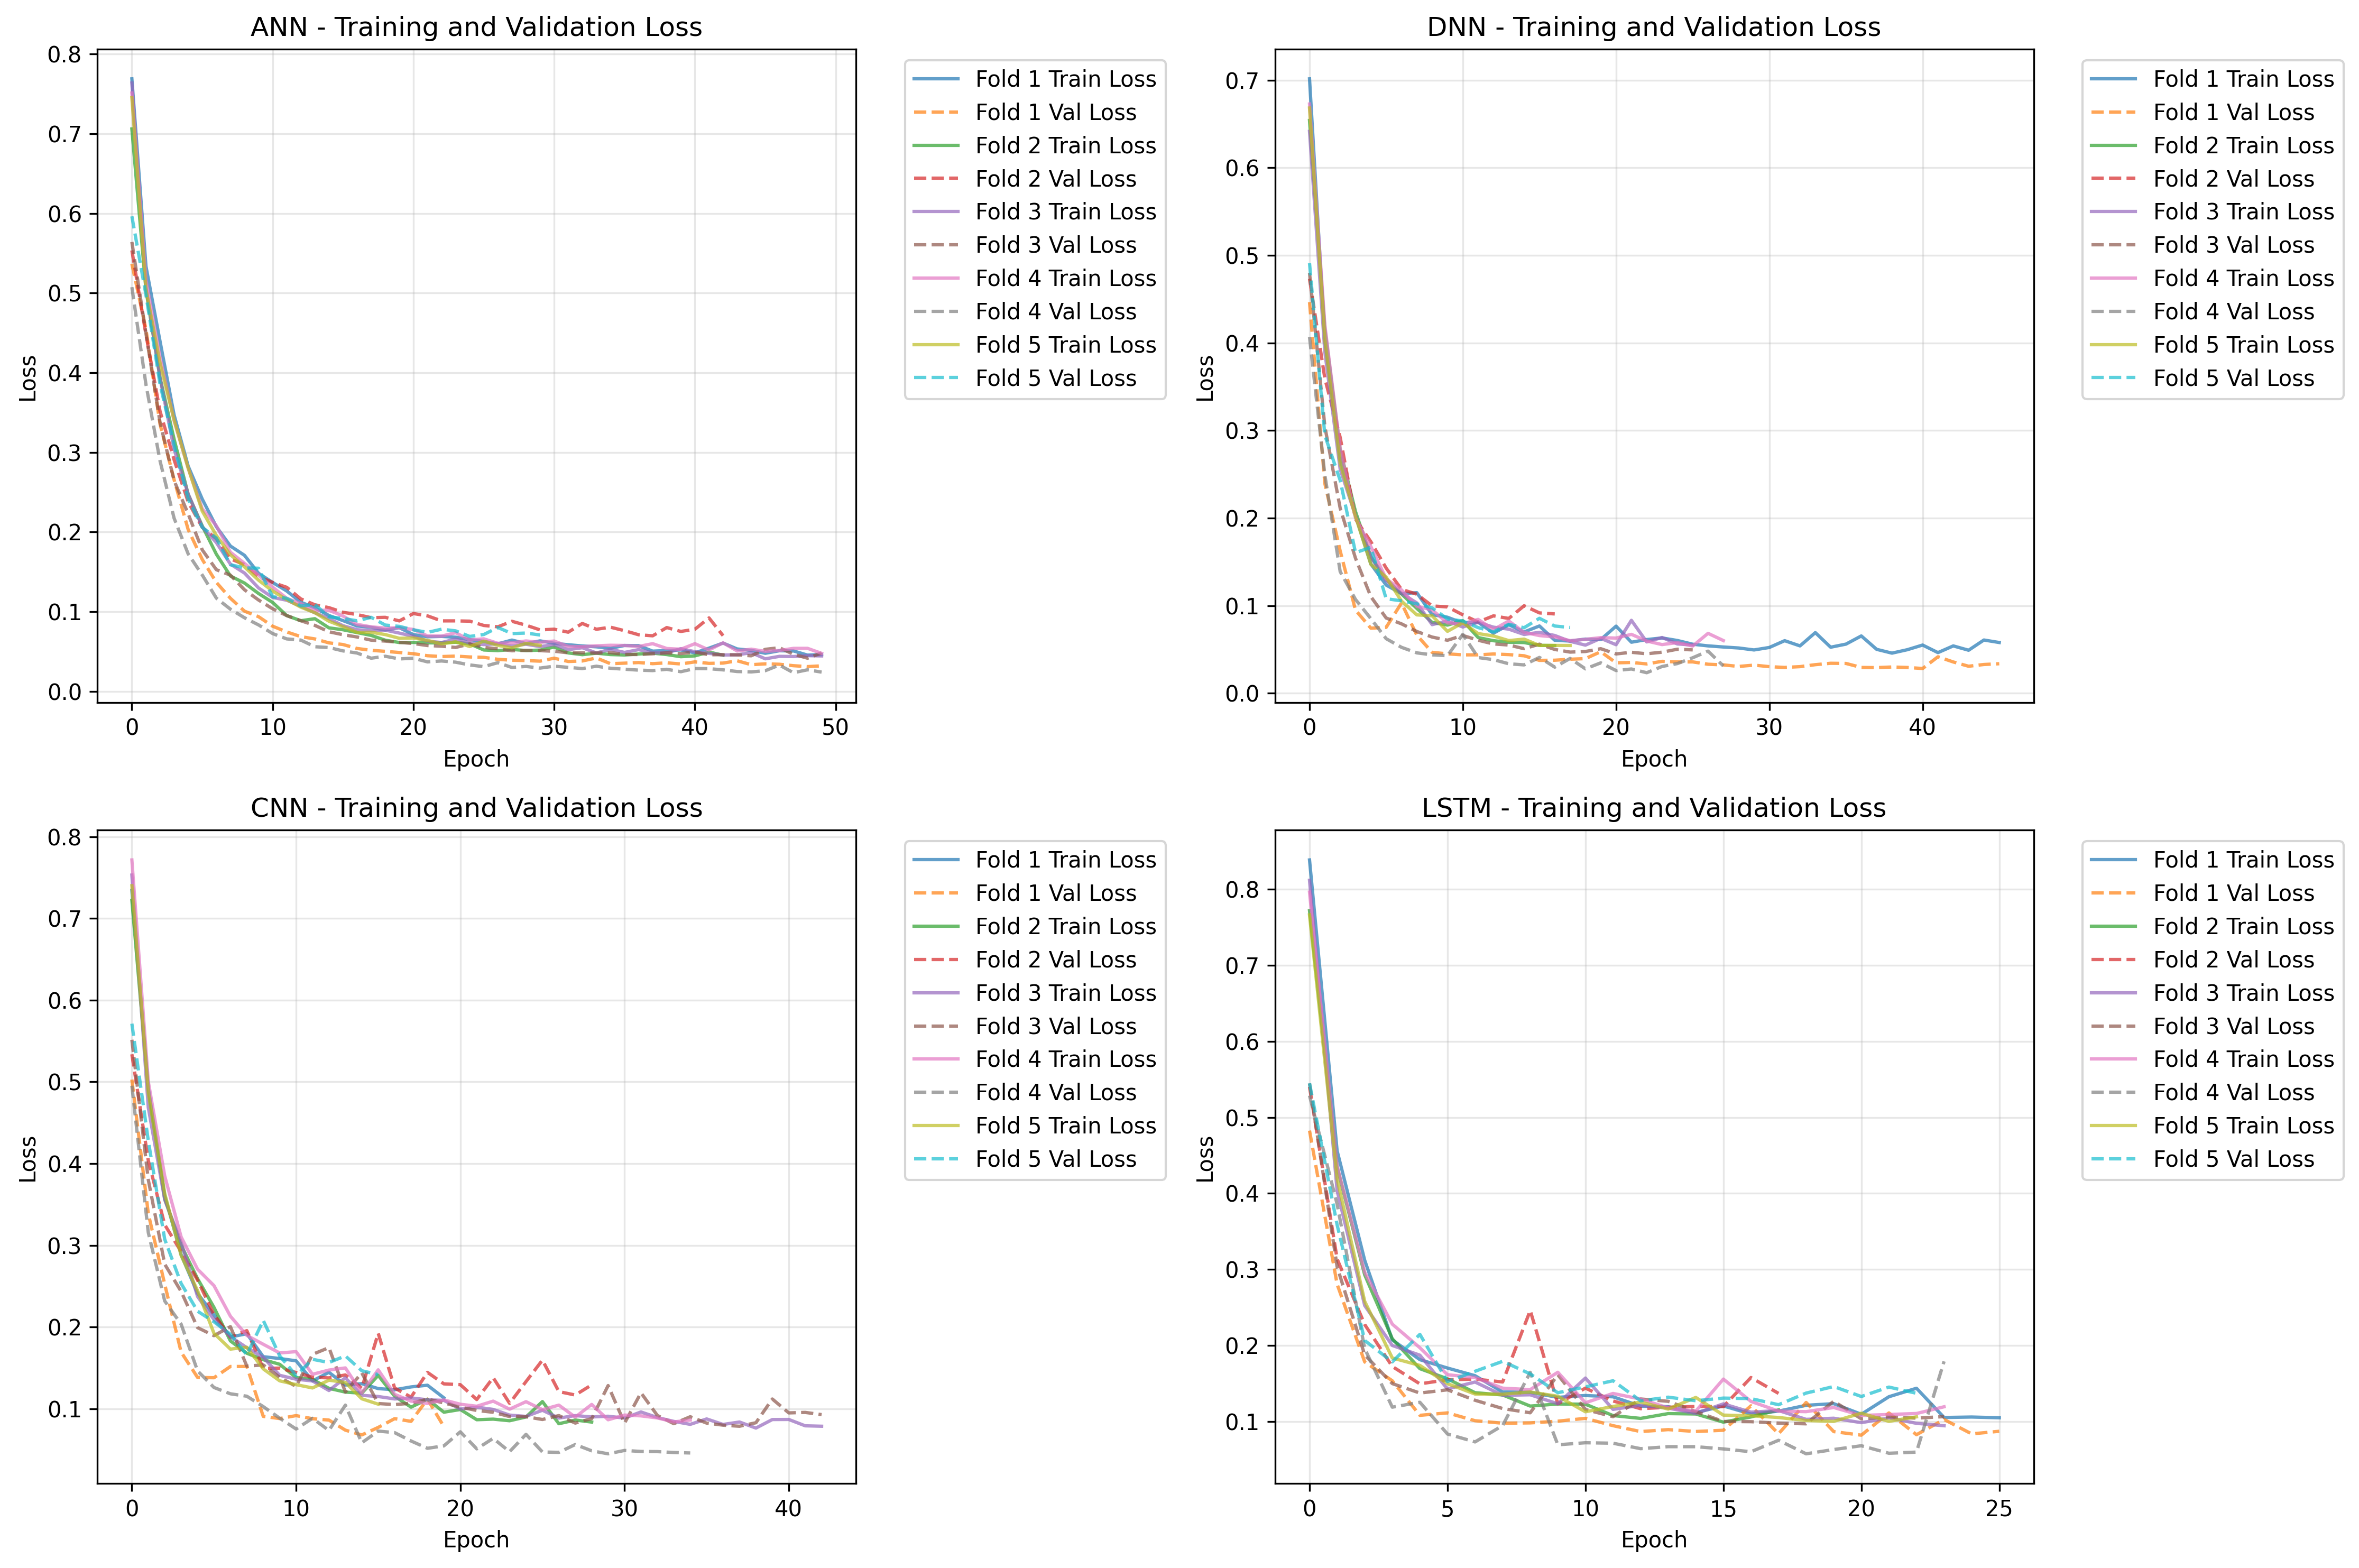 ANN - Training and Validation Loss
0.8
0.7
0.6
0.5
0.4
0.3
0.2
0.1
0.0
Loss
0 10 20 30 40 50
Epoch
Fold 1 Train Loss
Fold 1 Val Loss
Fold 2 Train Loss
Fold 2 Val Loss
Fold 3 Train Loss
Fold 3 Val Loss
Fold 4 Train Loss
Fold 4 Val Loss
Fold 5 Train Loss
Fold 5 Val Loss
DNN - Training and Validation Loss
0.7
0.6
0.5
0.4
0.3
0.2
0.1
0.0
Loss
0 10 20 30 40
Epoch
Fold 1 Train Loss
Fold 1 Val Loss
Fold 2 Train Loss
Fold 2 Val Loss
Fold 3 Train Loss
Fold 3 Val Loss
Fold 4 Train Loss
Fold 4 Val Loss
Fold 5 Train Loss
Fold 5 Val Loss
CNN - Training and Validation Loss
0.8
0.7
0.6
0.5
0.4
0.3
0.2
0.1
Loss
0 10 20 30 40
Epoch
Fold 1 Train Loss
Fold 1 Val Loss
Fold 2 Train Loss
Fold 2 Val Loss
Fold 3 Train Loss
Fold 3 Val Loss
Fold 4 Train Loss
Fold 4 Val Loss
Fold 5 Train Loss
Fold 5 Val Loss
LSTM - Training and Validation Loss
0.8
0.7
0.6
0.5
0.4
0.3
0.2
0.1
Loss
0 5 10 15 20 25
Epoch
Fold 1 Train Loss
Fold 1 Val Loss
Fold 2 Train Loss
Fold 2 Val Loss
Fold 3 Train Loss
Fold 3 Val Loss
Fold 4 Train Loss
Fold 4 Val Loss
Fold 5 Train Loss
Fold 5 Val Loss